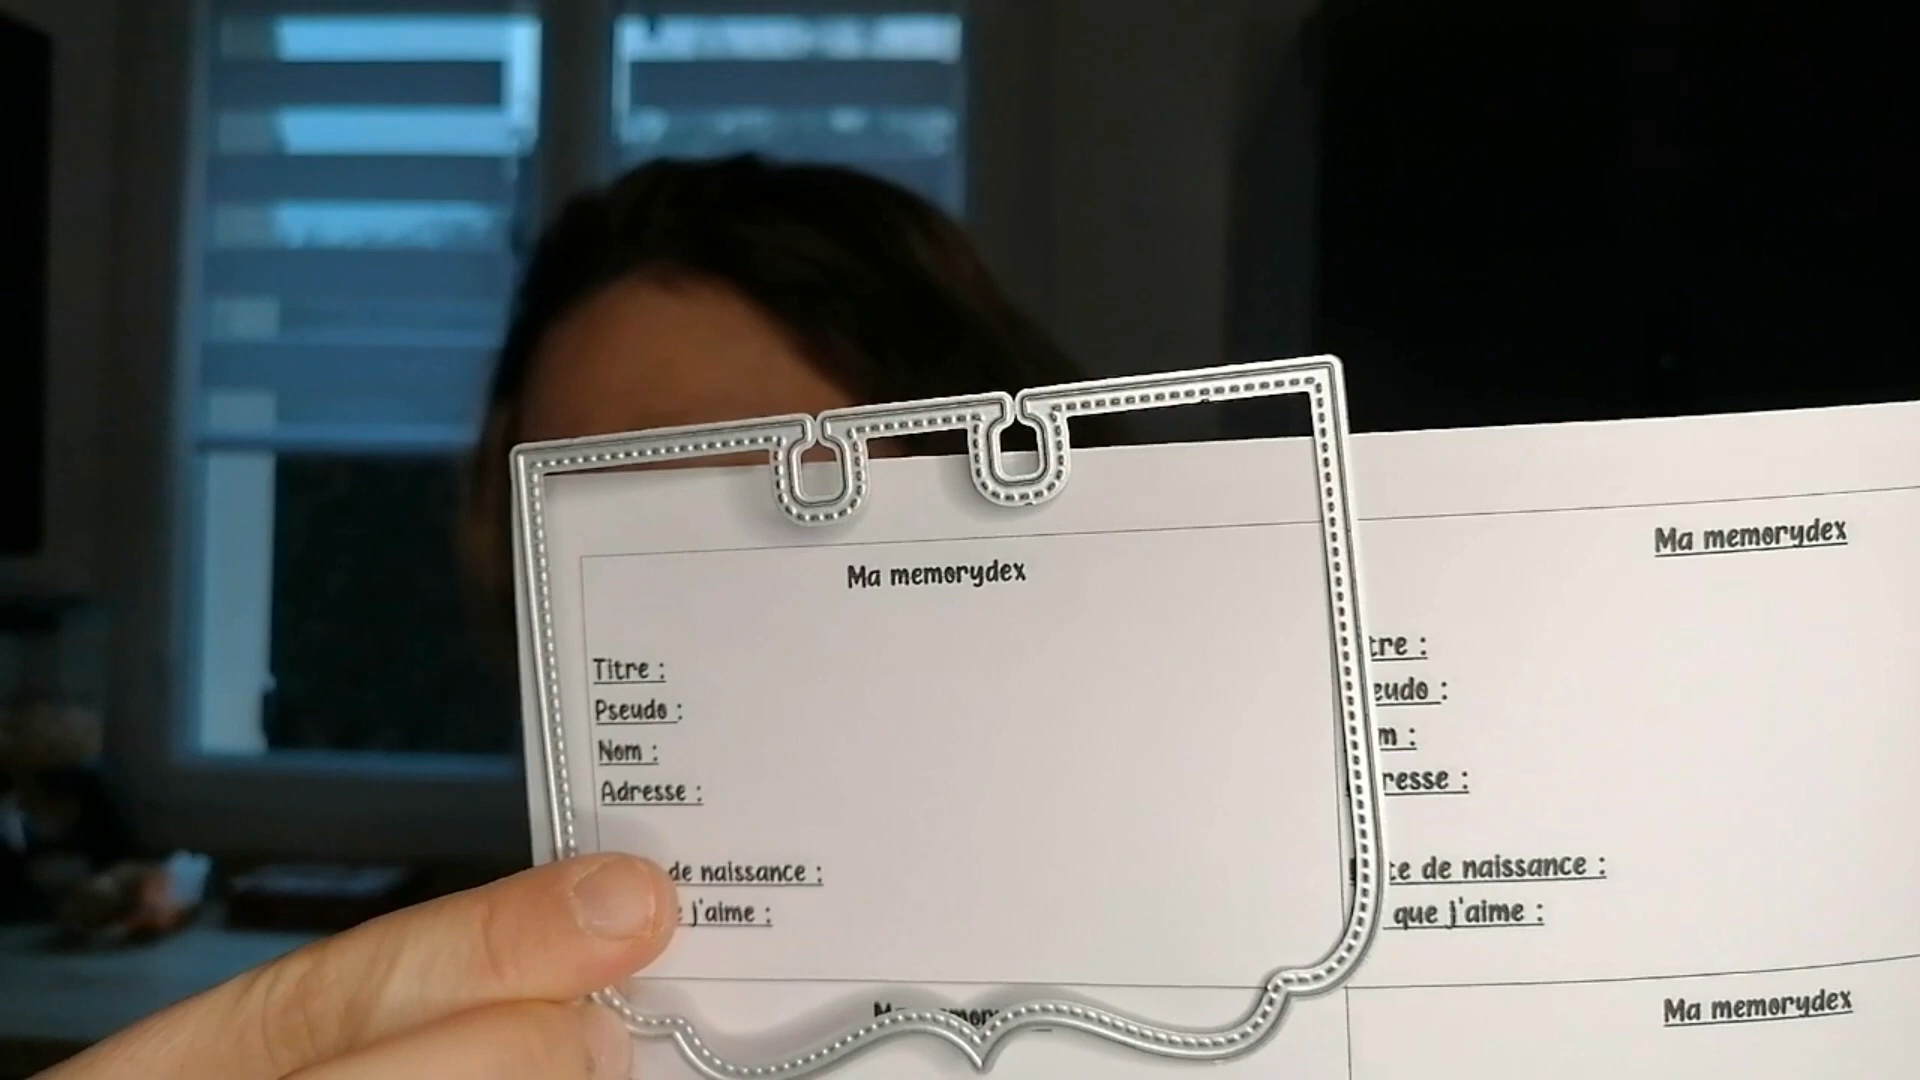 Ma memorydex
Titre :
Pseudo :
Nom :
Adresse :
de naissance :
j'aime :
Ma memorydex
tre :
eudo :
m :
resse :
te de naissance :
que j'aime :
Ma memorydex